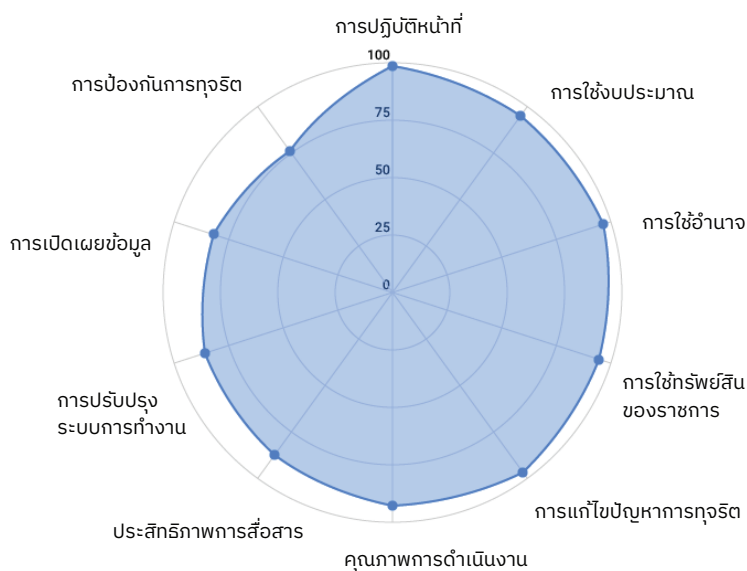 การปฏิบัติหน้าที่
100
การป้องกันการทุจริต
การใช้งบประมาณ
75
50
การใช้อำนาจ
25
การเปิดเผยข้อมูล
0
การใช้ทรัพย์สิน
ของราชการ
การปรับปรุง
ระบบการทำงาน
การแก้ไขปัญหาการทุจริต
ประสิทธิภาพการสื่อสาร
คุณภาพการดำเนินงาน